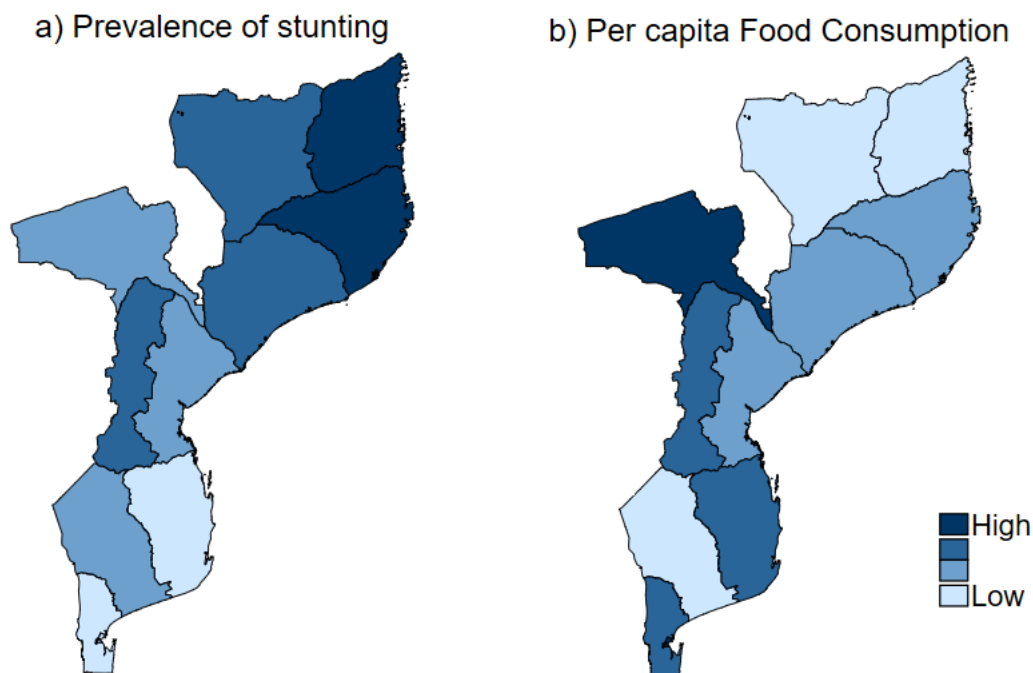 a) Prevalence of stunting
b) Per capita Food Consumption
High
Low